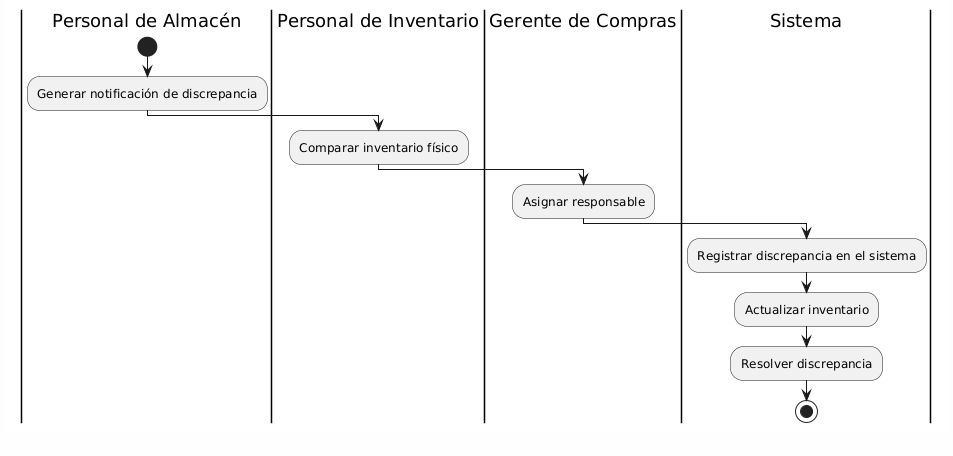 Personal de Almacén
Personal de Inventario
Gerente de Compras
Sistema
Generar notificación de discrepancia
Comparar inventario físico
Asignar responsable
Registrar discrepancia en el sistema
Actualizar inventario
Resolver discrepancia